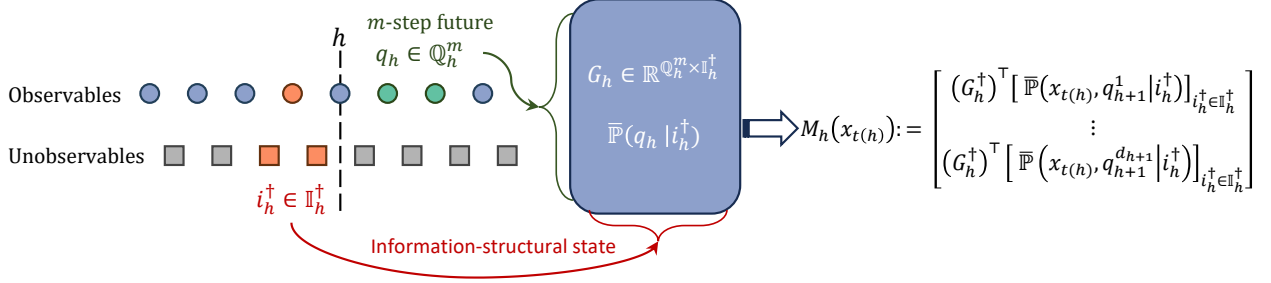 m-step future
h
q_h ∈ ℚ_h^m
Observables
Unobservables
i_h^† ∈ 𝕀_h^†
Information-structural state
G_h ∈ ℝ^{ℚ_h^m × 𝕀_h^†}
ℙ̅(q_h | i_h^†)
M_h(x_{t(h)}): = [ (G_h^†)^⊤ [ ℙ̅(x_{t(h)}, q_{h+1}^1 | i_h^†) ]_{i_h^† ∈ 𝕀_h^†}
⋮
(G_h^†)^⊤ [ ℙ̅ (x_{t(h)}, q_{h+1}^{d_{h+1}} | i_h^†) ]_{i_h^† ∈ 𝕀_h^†} ]